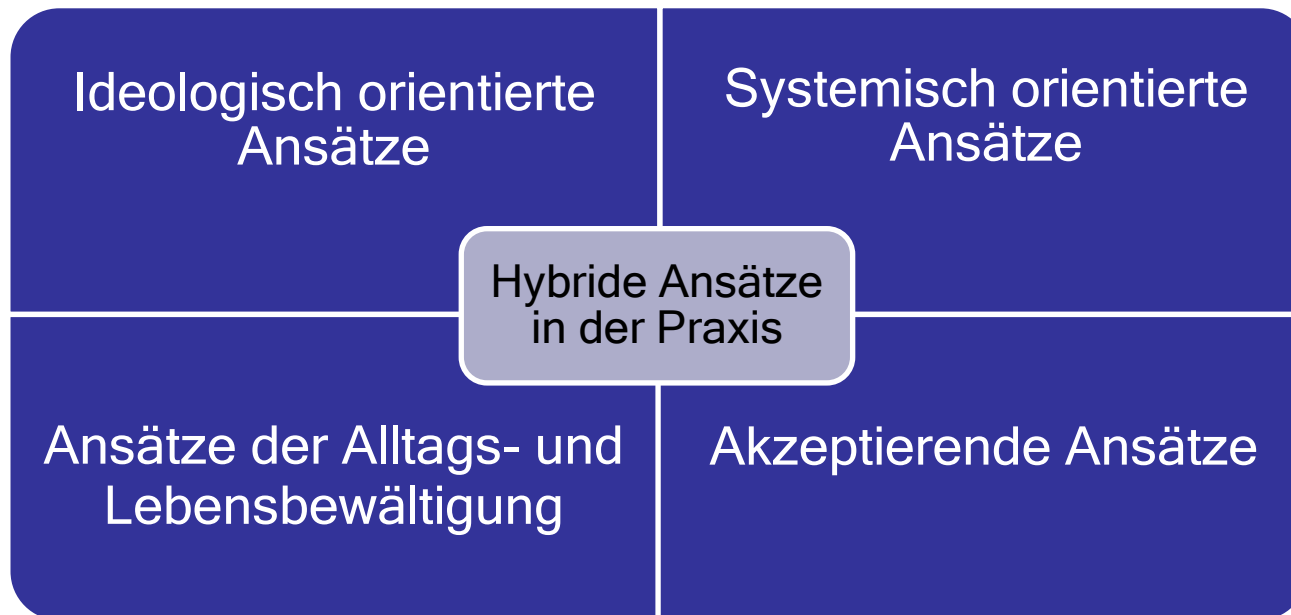 Ideologisch orientierte
Ansätze
Systemisch orientierte
Ansätze
Hybride Ansätze
in der Praxis
Ansätze der Alltags- und
Lebensbewältigung
Akzeptierende Ansätze